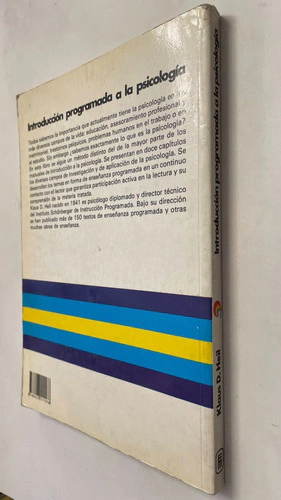 Introducción programada a la psicología
Todos sabemos la importancia que actualmente tiene la psicología en los
más diversos campos de la vida: educación, asesoramiento profesional y
matrimonial, trastornos psíquicos, problemas humanos en el trabajo o en
el estudio. Sin embargo ¿sabemos exactamente lo que es la psicología?
En este libro se sigue un método distinto del de la mayor parte de los
manuales de introducción a la psicología. Se presentan en doce capítulos
los diversos campos de investigación y de aplicación de la psicología. Se
desarrollan los temas en forma de enseñanza programada en un continuo
contacto con el lector que garantiza participación activa en la lectura y su
comprensión de la materia tratada.
Klaus D. Heil nacido en 1941 es psicólogo diplomado y director técnico
del Instituto Schönberger de Instrucción Programada. Bajo su dirección
se han publicado más de 150 textos de enseñanza programada y otras
muchas obras de enseñanza.
Introducción programada a la psicología
Klaus D. Heil